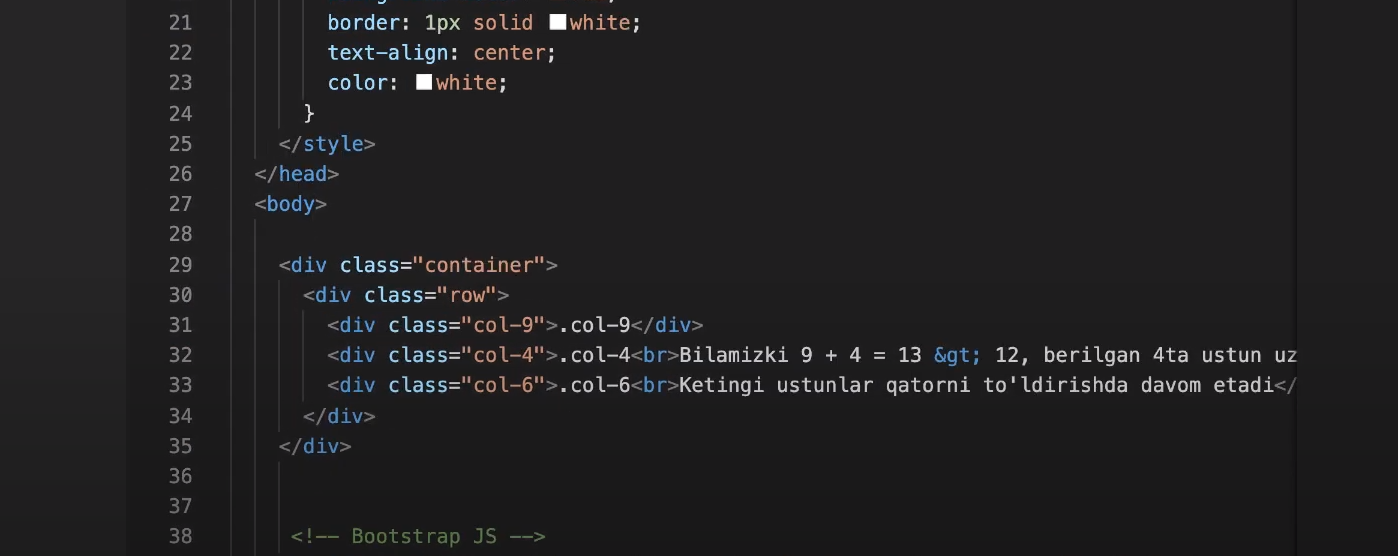 21 border: 1px solid white;
22 text-align: center;
23 color: white;
24 }
25 </style>
26 </head>
27 <body>
28
29 <div class="container">
30 <div class="row">
31 <div class="col-9">.col-9</div>
32 <div class="col-4">.col-4<br>Bilamizki 9 + 4 = 13 &gt; 12, berilgan 4ta ustun uz
33 <div class="col-6">.col-6<br>Ketingi ustunlar qatorni to'ldirishda davom etadi</
34 </div>
35 </div>
36
37
38 <!-- Bootstrap JS -->